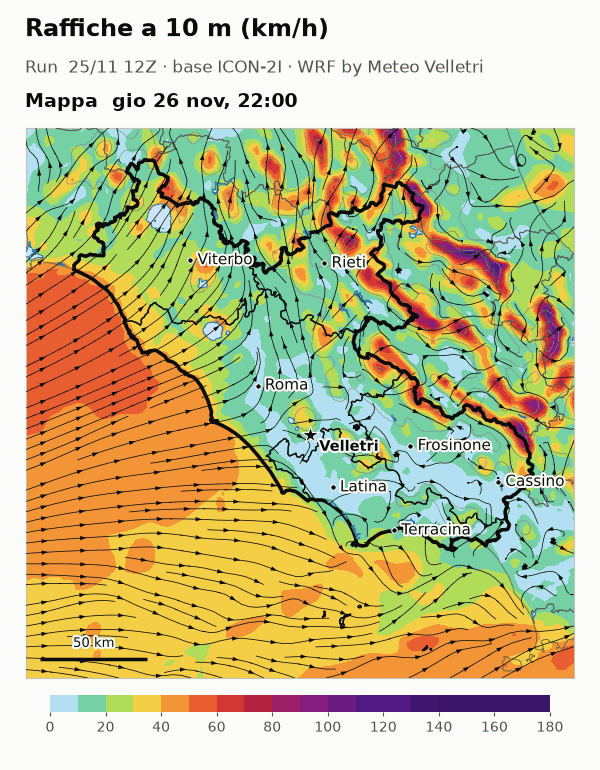 Raffiche a 10 m (km/h)
Run 25/11 12Z · base ICON-2I · WRF by Meteo Velletri
Mappa gio 26 nov, 22:00
Viterbo
Rieti
Roma
Velletri
Frosinone
Latina
Cassino
Terracina
50 km
0 20 40 60 80 100 120 140 160 180